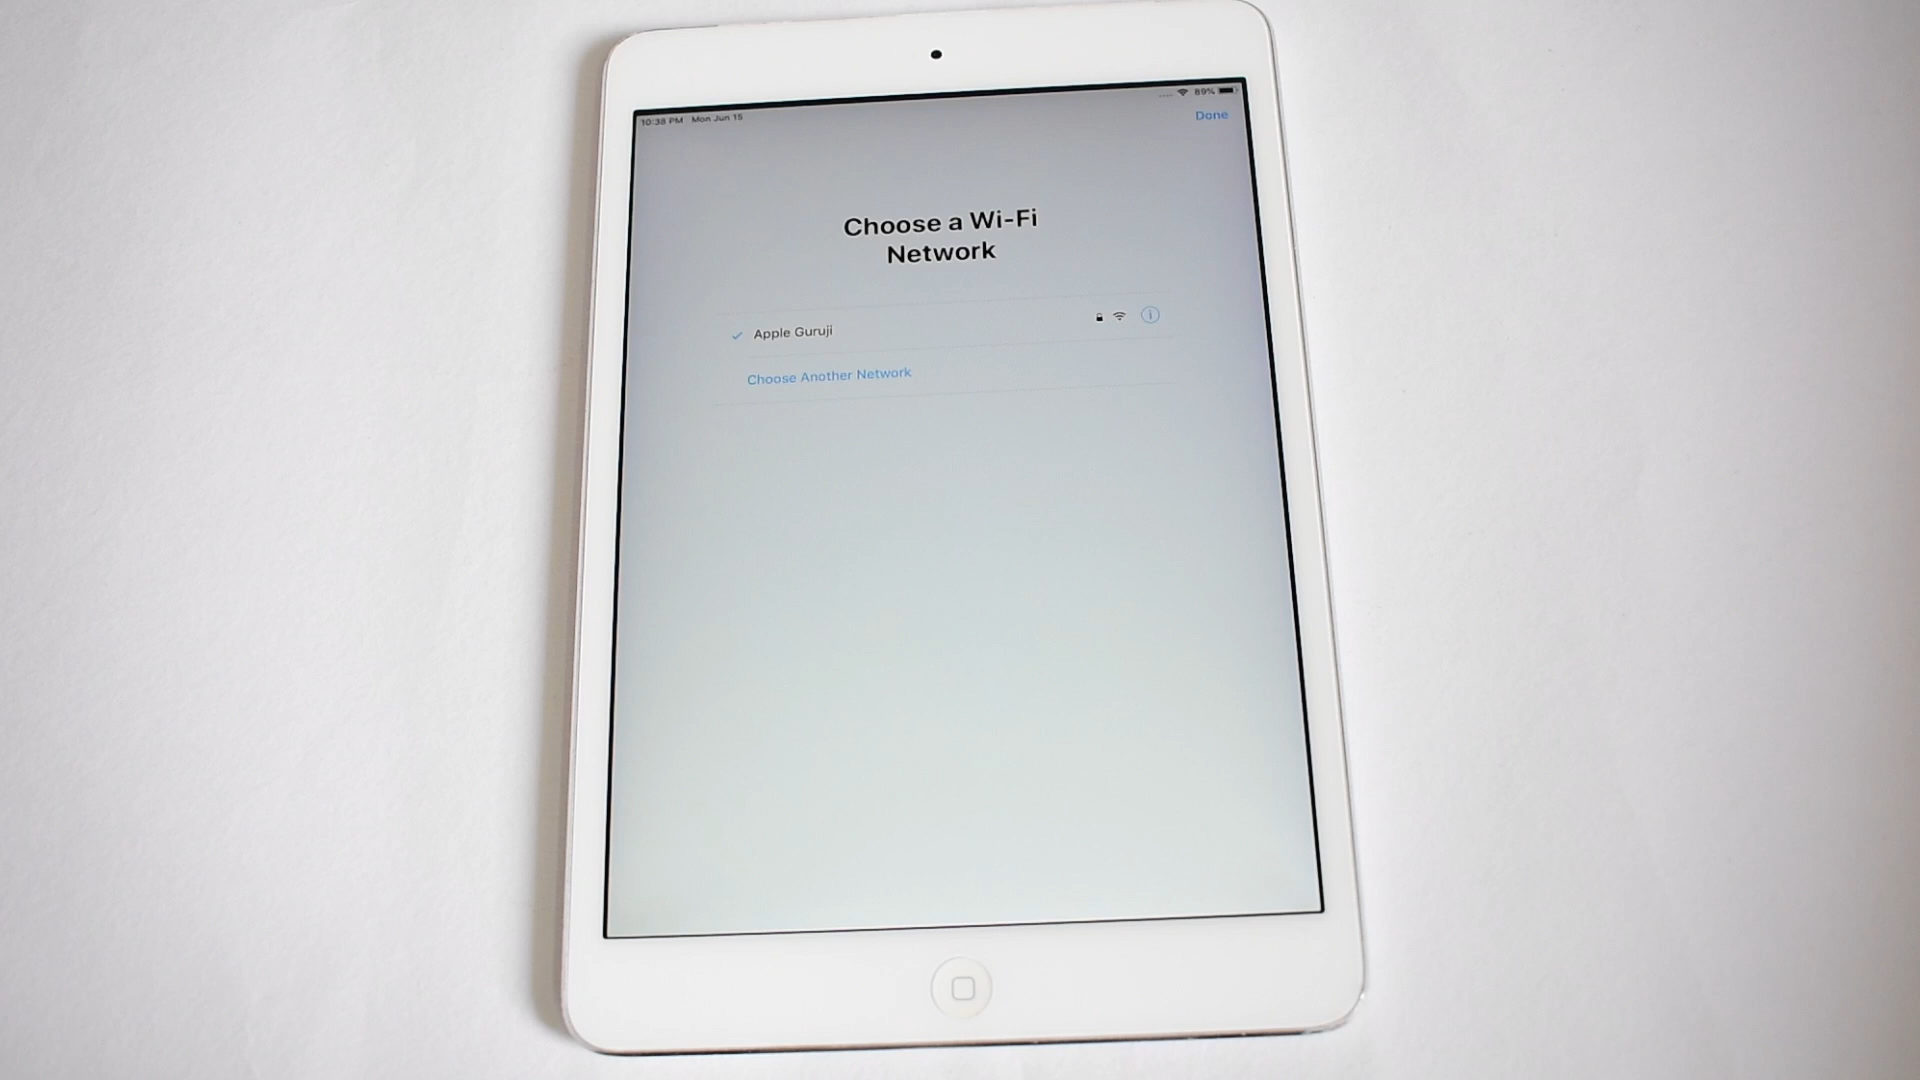 10:38 PM Mon Jun 15
89%
Done
Choose a Wi-Fi
Network
Apple Guruji
Choose Another Network